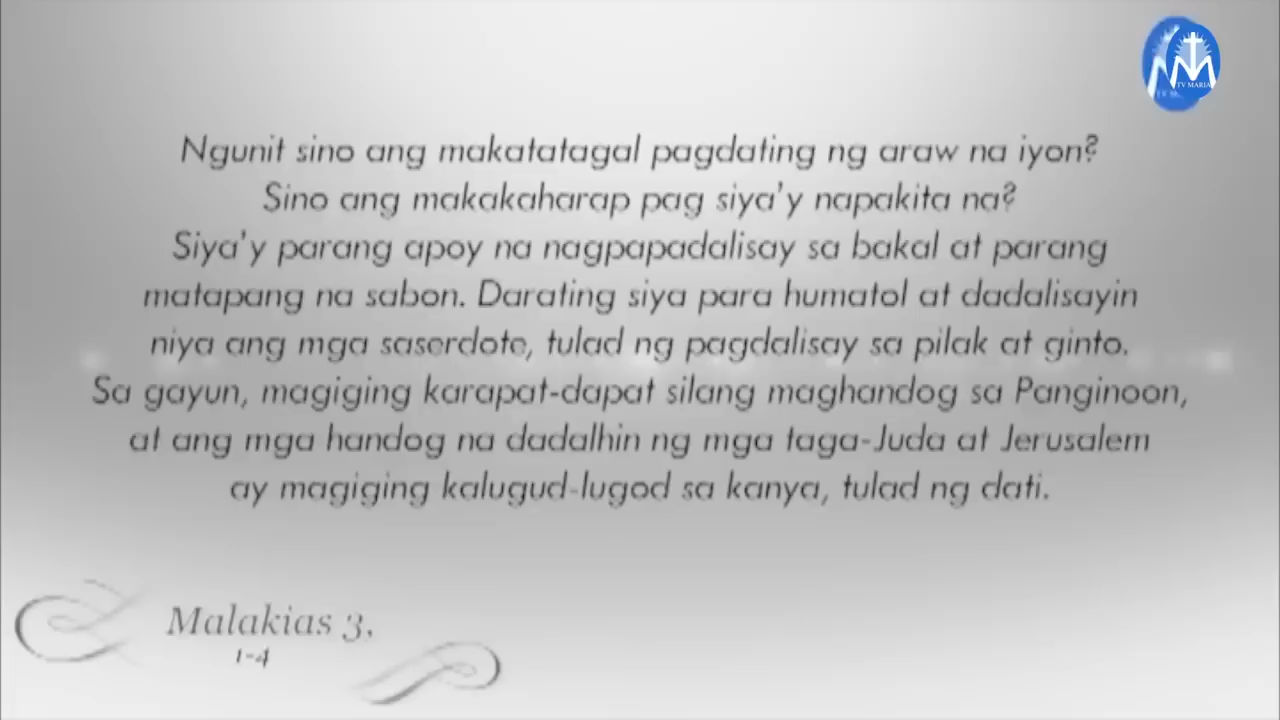 TV MARIA
Ngunit sino ang makatatagal pagdating ng araw na iyon?
Sino ang makakaharap pag siya'y napakita na?
Siya'y parang apoy na nagpapadalisay sa bakal at parang
matapang na sabon. Darating siya para humatol at dadalisayin
niya ang mga saserdote, tulad ng pagdalisay sa pilak at ginto.
Sa gayun, magiging karapat-dapat silang maghandog sa Panginoon,
at ang mga handog na dadalhin ng mga taga-Juda at Jerusalem
ay magiging kalugud-lugod sa kanya, tulad ng dati.
Malakias 3,
1-4